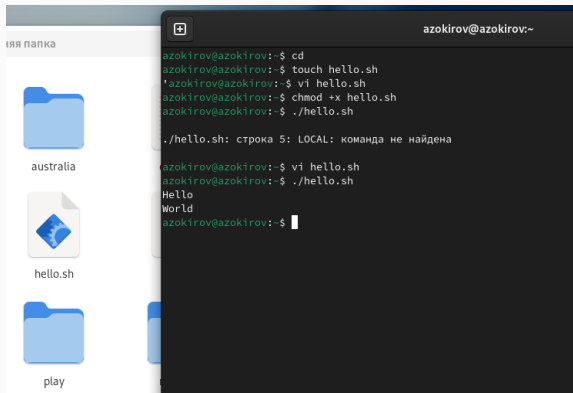 azokirov@azokirov:~
няя папка
azokirov@azokirov:~$ cd
azokirov@azokirov:~$ touch hello.sh
'azokirov@azokirov:~$ vi hello.sh
azokirov@azokirov:~$ chmod +x hello.sh
azokirov@azokirov:~$ ./hello.sh
./hello.sh: строка 5: LOCAL: команда не найдена
azokirov@azokirov:~$ vi hello.sh
azokirov@azokirov:~$ ./hello.sh
Hello
World
azokirov@azokirov:~$
australia
hello.sh
play